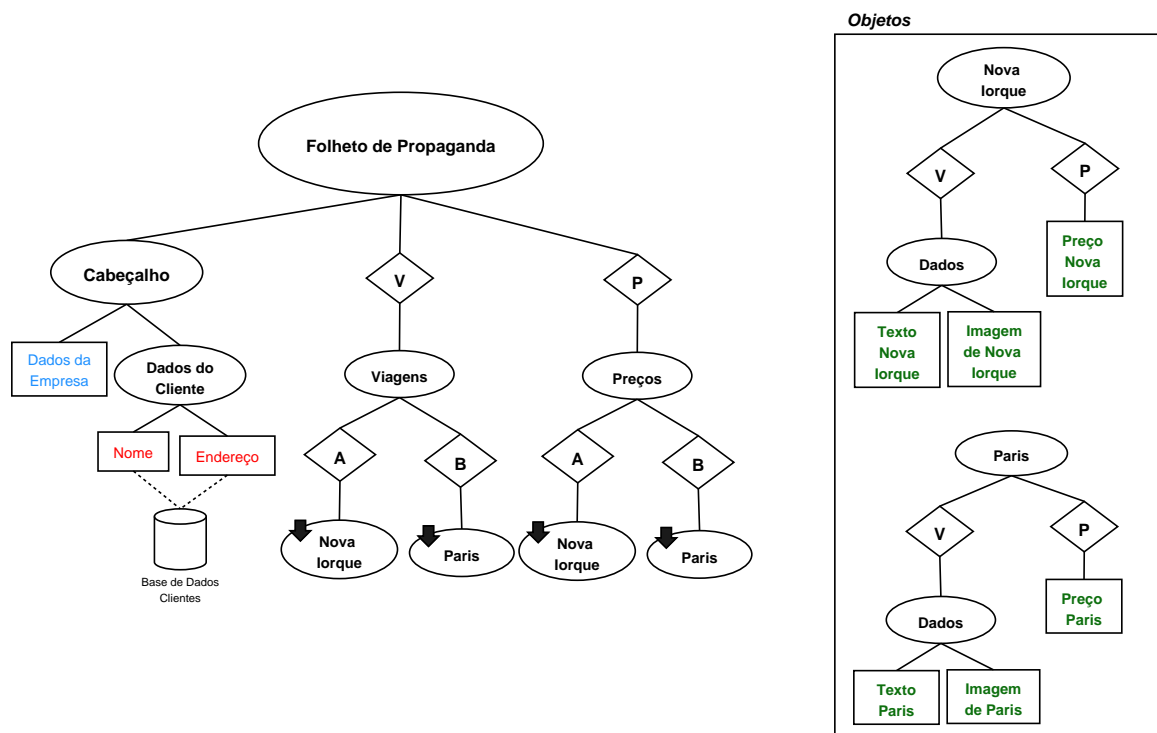 Objetos
Folheto de Propaganda
Cabeçalho
V
P
Dados da
Empresa
Dados do
Cliente
Viagens
Preços
Nome
Endereço
A
B
A
B
Base de Dados
Clientes
Nova
Iorque
Paris
Nova
Iorque
Paris
Nova
Iorque
V
P
Dados
Preço
Nova
Iorque
Texto
Nova
Iorque
Imagem
de Nova
Iorque
Paris
V
P
Dados
Preço
Paris
Texto
Paris
Imagem
de Paris